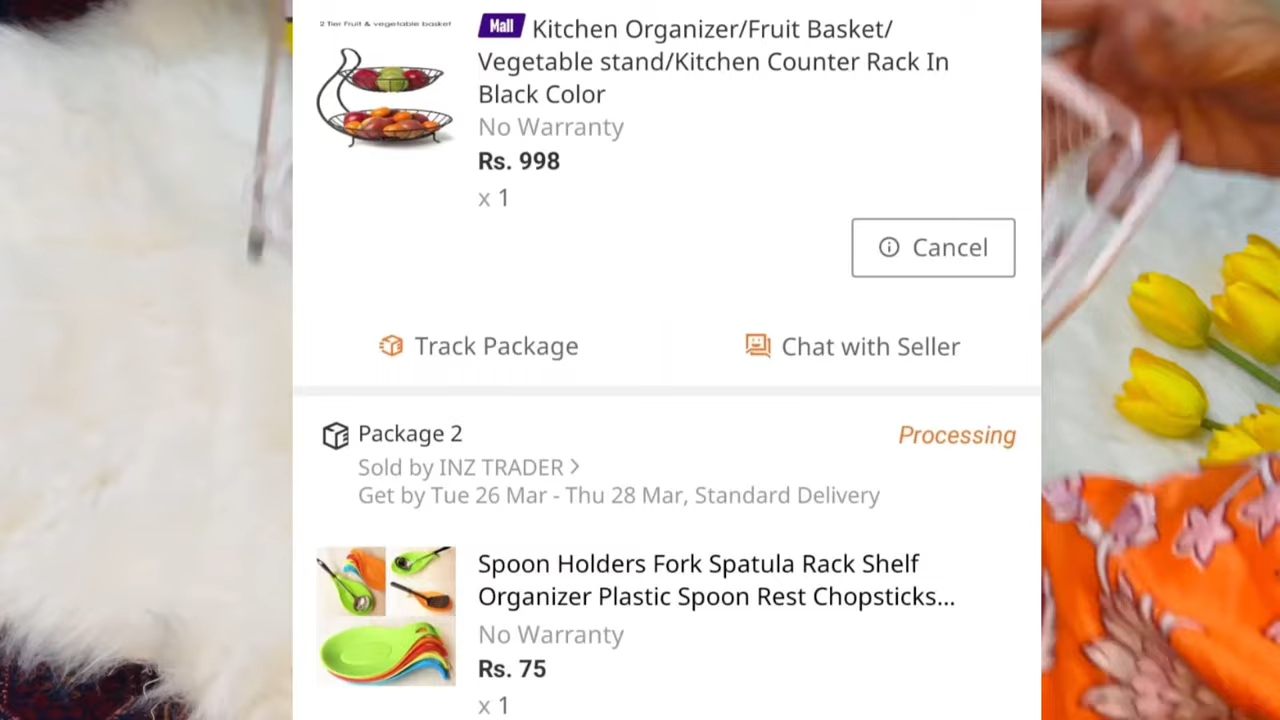 2 Tier Fruit & vegetable basket
Mall Kitchen Organizer/Fruit Basket/
Vegetable stand/Kitchen Counter Rack In
Black Color
No Warranty
Rs. 998
x 1
Cancel
Track Package
Chat with Seller
Package 2
Processing
Sold by INZ TRADER >
Get by Tue 26 Mar - Thu 28 Mar, Standard Delivery
Spoon Holders Fork Spatula Rack Shelf
Organizer Plastic Spoon Rest Chopsticks...
No Warranty
Rs. 75
x 1